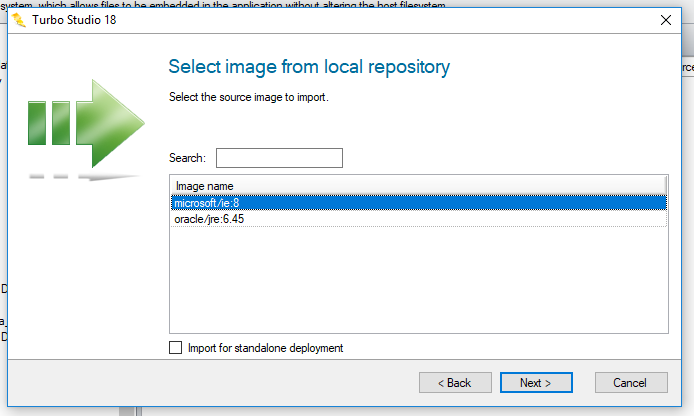 system, which allows files to be embedded in the application without altering the host filesystem
Turbo Studio 18
Select image from local repository
Select the source image to import.
Search:
Image name
microsoft/ie:8
oracle/jre:6.45
Import for standalone deployment
< Back
Next >
Cancel